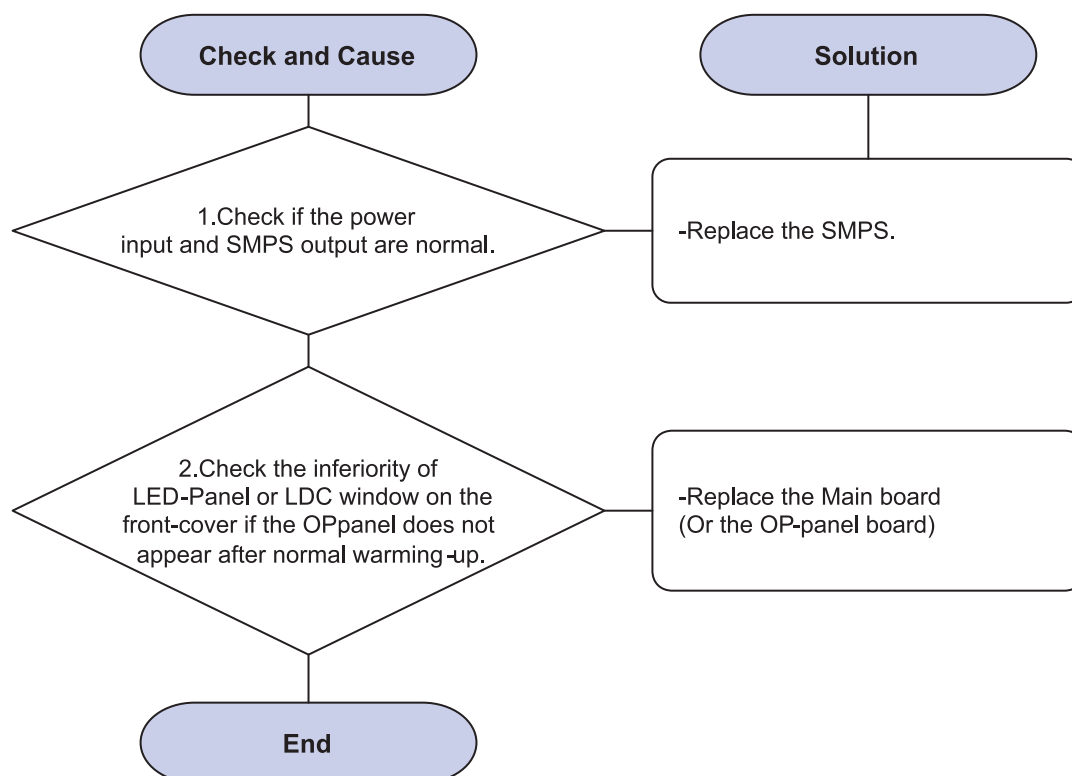 Check and Cause
Solution
1.Check if the power
input and SMPS output are normal.
-Replace the SMPS.
2.Check the inferiority of
LED-Panel or LDC window on the
front-cover if the OPpanel does not
appear after normal warming-up.
-Replace the Main board
(Or the OP-panel board)
End